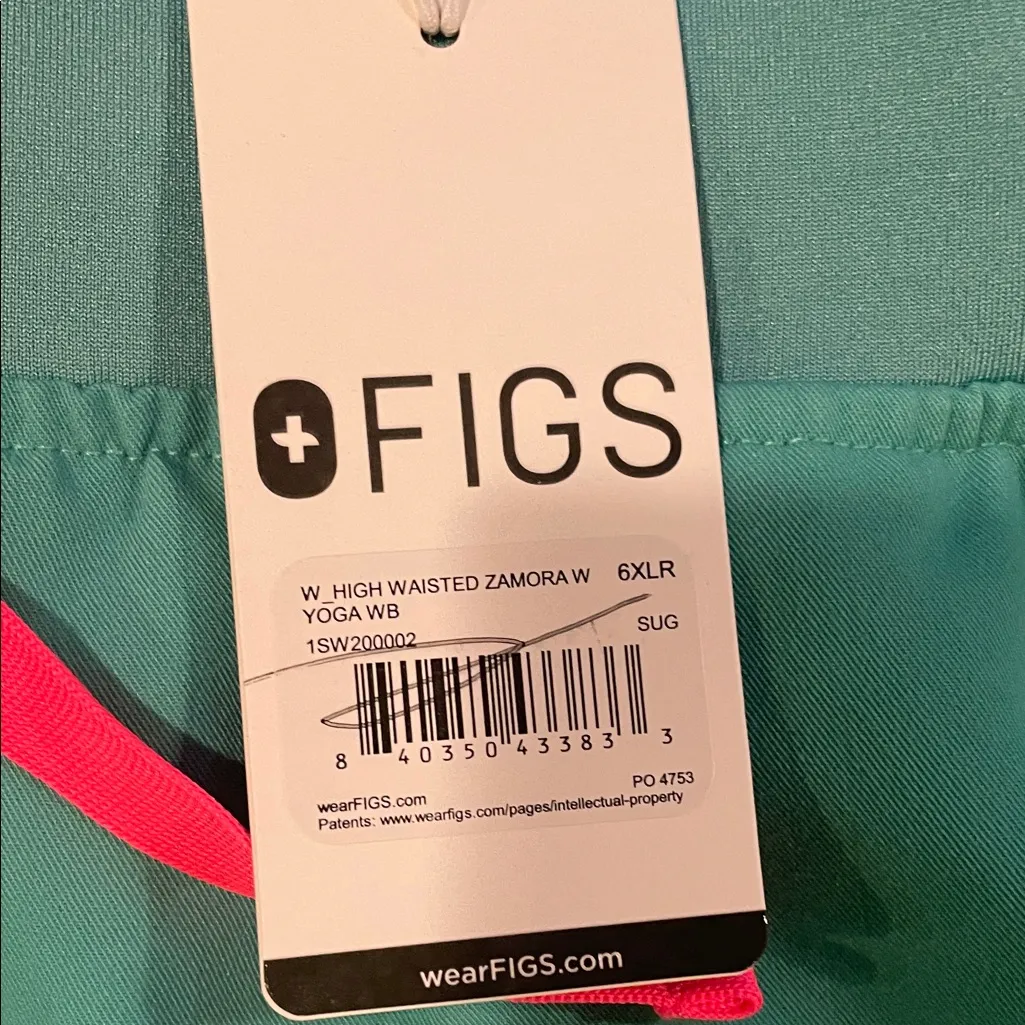 FIGS
W_HIGH WAISTED ZAMORA W 6XLR
YOGA WB
1SW200002 SUG
8 40350 43383 3
PO 4753
wearFIGS.com
Patents: www.wearfigs.com/pages/intellectual-property
wearFIGS.com